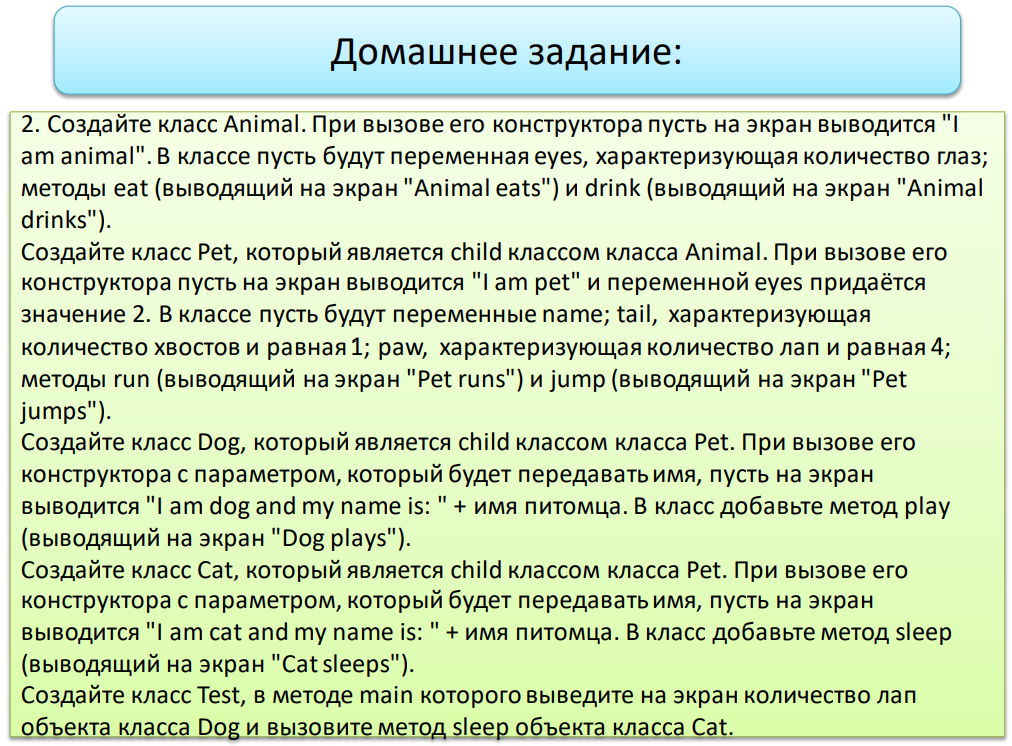 Домашнее задание:
2. Создайте класс Animal. При вызове его конструктора пусть на экран выводится "I
am animal". В классе пусть будут переменная eyes, характеризующая количество глаз;
методы eat (выводящий на экран "Animal eats") и drink (выводящий на экран "Animal
drinks").
Создайте класс Pet, который является child классом класса Animal. При вызове его
конструктора пусть на экран выводится "I am pet" и переменной eyes придаётся
значение 2. В классе пусть будут переменные name; tail, характеризующая
количество хвостов и равная 1; paw, характеризующая количество лап и равная 4;
методы run (выводящий на экран "Pet runs") и jump (выводящий на экран "Pet
jumps").
Создайте класс Dog, который является child классом класса Pet. При вызове его
конструктора с параметром, который будет передавать имя, пусть на экран
выводится "I am dog and my name is: " + имя питомца. В класс добавьте метод play
(выводящий на экран "Dog plays").
Создайте класс Cat, который является child классом класса Pet. При вызове его
конструктора с параметром, который будет передавать имя, пусть на экран
выводится "I am cat and my name is: " + имя питомца. В класс добавьте метод sleep
(выводящий на экран "Cat sleeps").
Создайте класс Test, в методе main которого выведите на экран количество лап
объекта класса Dog и вызовите метод sleep объекта класса Cat.